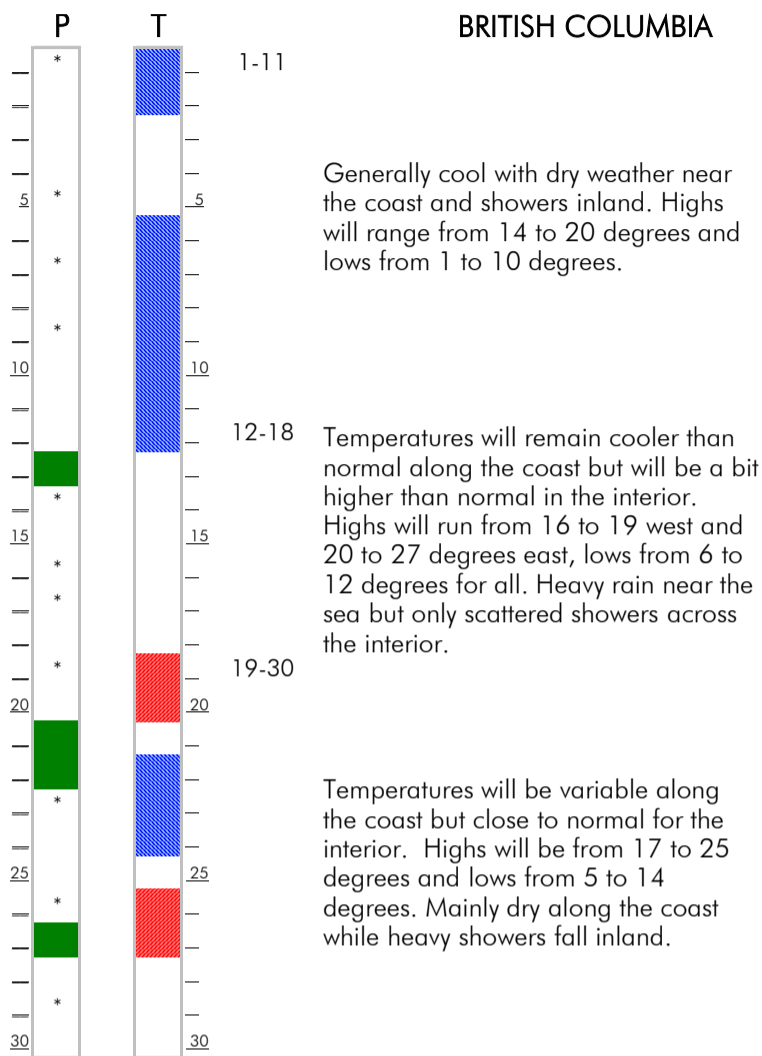 P T BRITISH COLUMBIA
*
1-11
Generally cool with dry weather near
* 
5 5
the coast and showers inland. Highs
will range from 14 to 20 degrees and
*
lows from 1 to 10 degrees.
*
10 10
12-18
Temperatures will remain cooler than
normal along the coast but will be a bit
*
higher than normal in the interior.
Highs will run from 16 to 19 west and
15 15
20 to 27 degrees east, lows from 6 to
*
12 degrees for all. Heavy rain near the
*
sea but only scattered showers across
the interior.
*
19-30
20 20
Temperatures will be variable along
*
the coast but close to normal for the
interior.  Highs will be from 17 to 25
25 25
degrees and lows from 5 to 14
*
degrees. Mainly dry along the coast
while heavy showers fall inland.
*
30 30